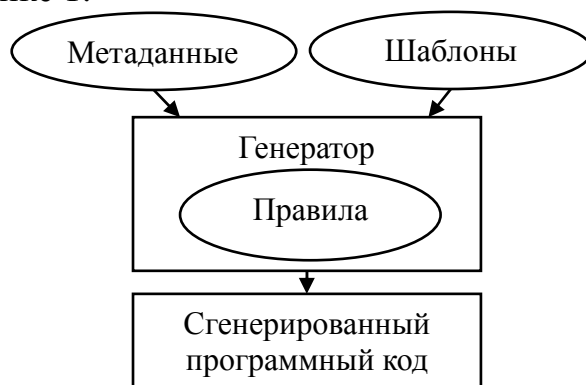 Метаданные
Шаблоны
Генератор
Правила
Сгенерированный
программный код